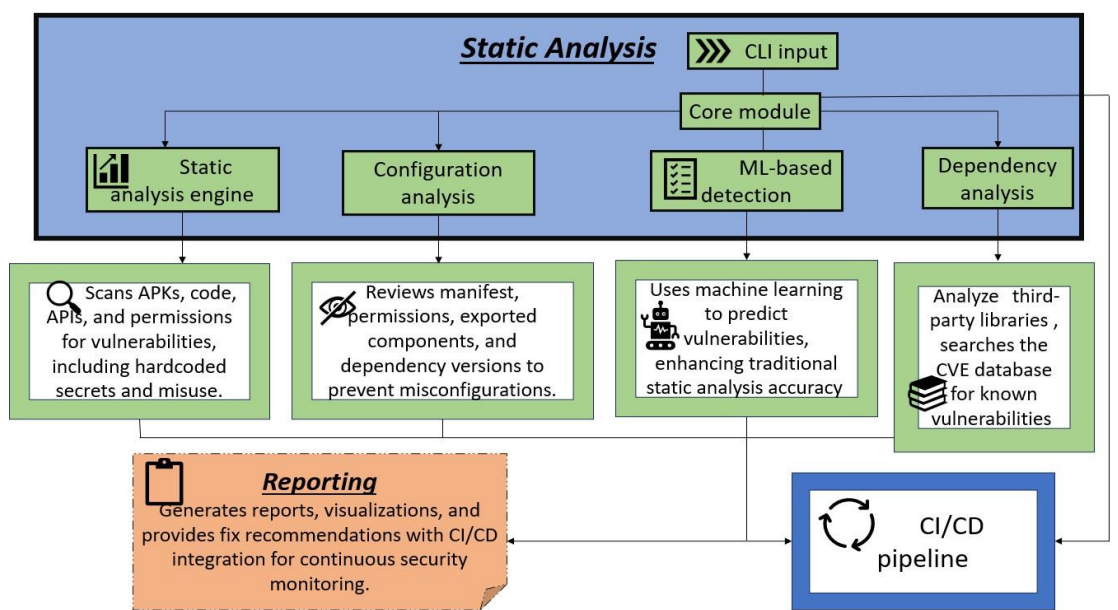 Static Analysis
CLI input
Core module
Static
analysis engine
Configuration
analysis
ML-based
detection
Dependency
analysis
Scans APKs, code,
APIs, and permissions
for vulnerabilities,
including hardcoded
secrets and misuse.
Reviews manifest,
permissions, exported
components, and
dependency versions to
prevent misconfigurations.
Uses machine learning
to predict
vulnerabilities,
enhancing traditional
static analysis accuracy
Analyze third-
party libraries ,
searches the
CVE database
for known
vulnerabilities
Reporting
Generates reports, visualizations, and
provides fix recommendations with CI/CD
integration for continuous security
monitoring.
CI/CD
pipeline